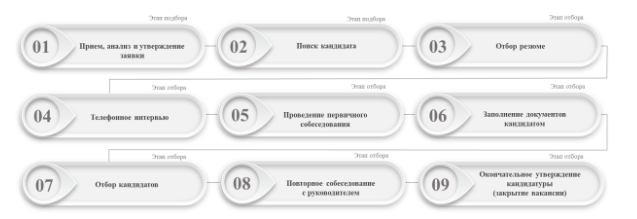 Этап подбора
01
Прием, анализ и утверждение
заявки
Этап подбора
02
Поиск кандидата
Этап отбора
03
Отбор резюме
Этап отбора
04
Телефонное интервью
Этап отбора
05
Проведение первичного
собеседования
Этап отбора
06
Заполнение документов
кандидатом
Этап отбора
07
Отбор кандидатов
Этап отбора
08
Повторное собеседование
с руководителем
Этап отбора
09
Окончательное утверждение
кандидатуры
(закрытие вакансии)